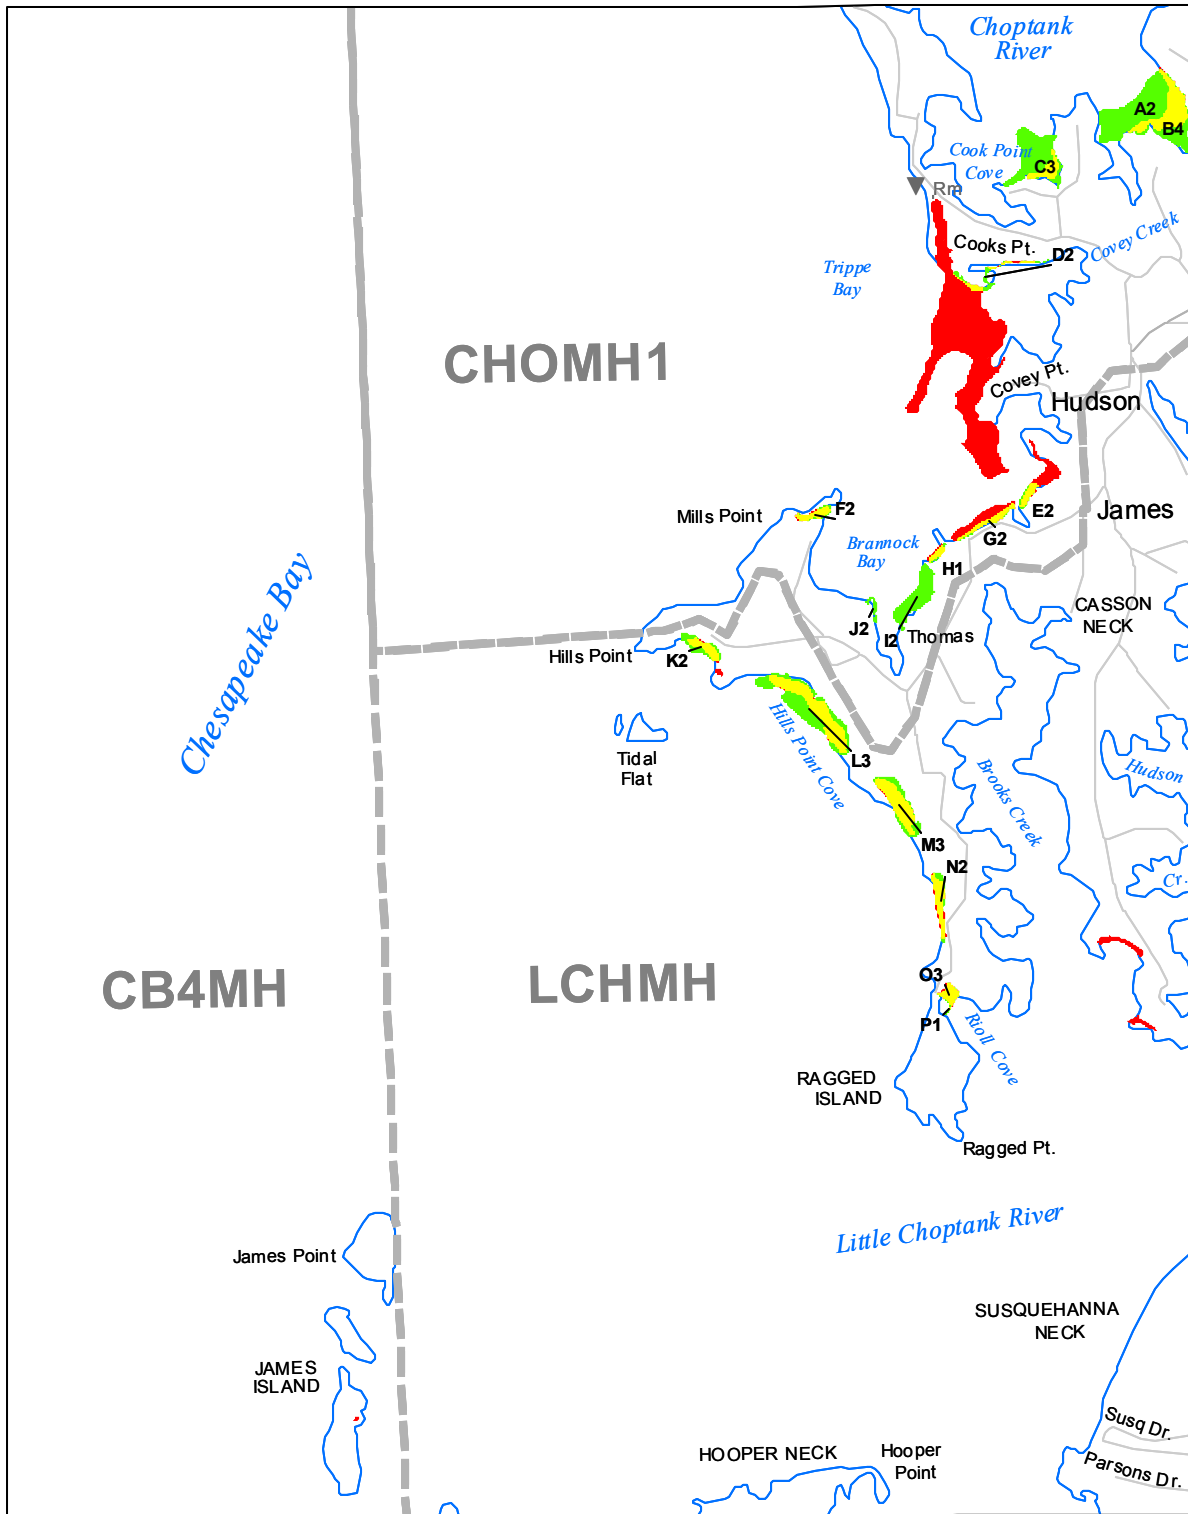 Choptank
River
A2
B4
Cook Point
Cove
C3
Rm
Cooks Pt.
Covey Creek
D2
Trippe
Bay
CHOMH1
Covey Pt.
Hudson
Mills Point
F2
E2
James
G2
Brannock
Bay
H1
Chesapeake Bay
CASSON
NECK
J2
I2
Thomas
Hills Point
K2
Hills Point Cove
Tidal
Flat
L3
Brooks Creek
Hudson
M3
N2
Cr.
CB4MH
LCHMH
O3
P1
Rioll Cove
RAGGED
ISLAND
Ragged Pt.
Little Choptank River
James Point
SUSQUEHANNA
NECK
JAMES
ISLAND
Susq Dr.
HOOPER NECK
Hooper
Point
Parsons Dr.